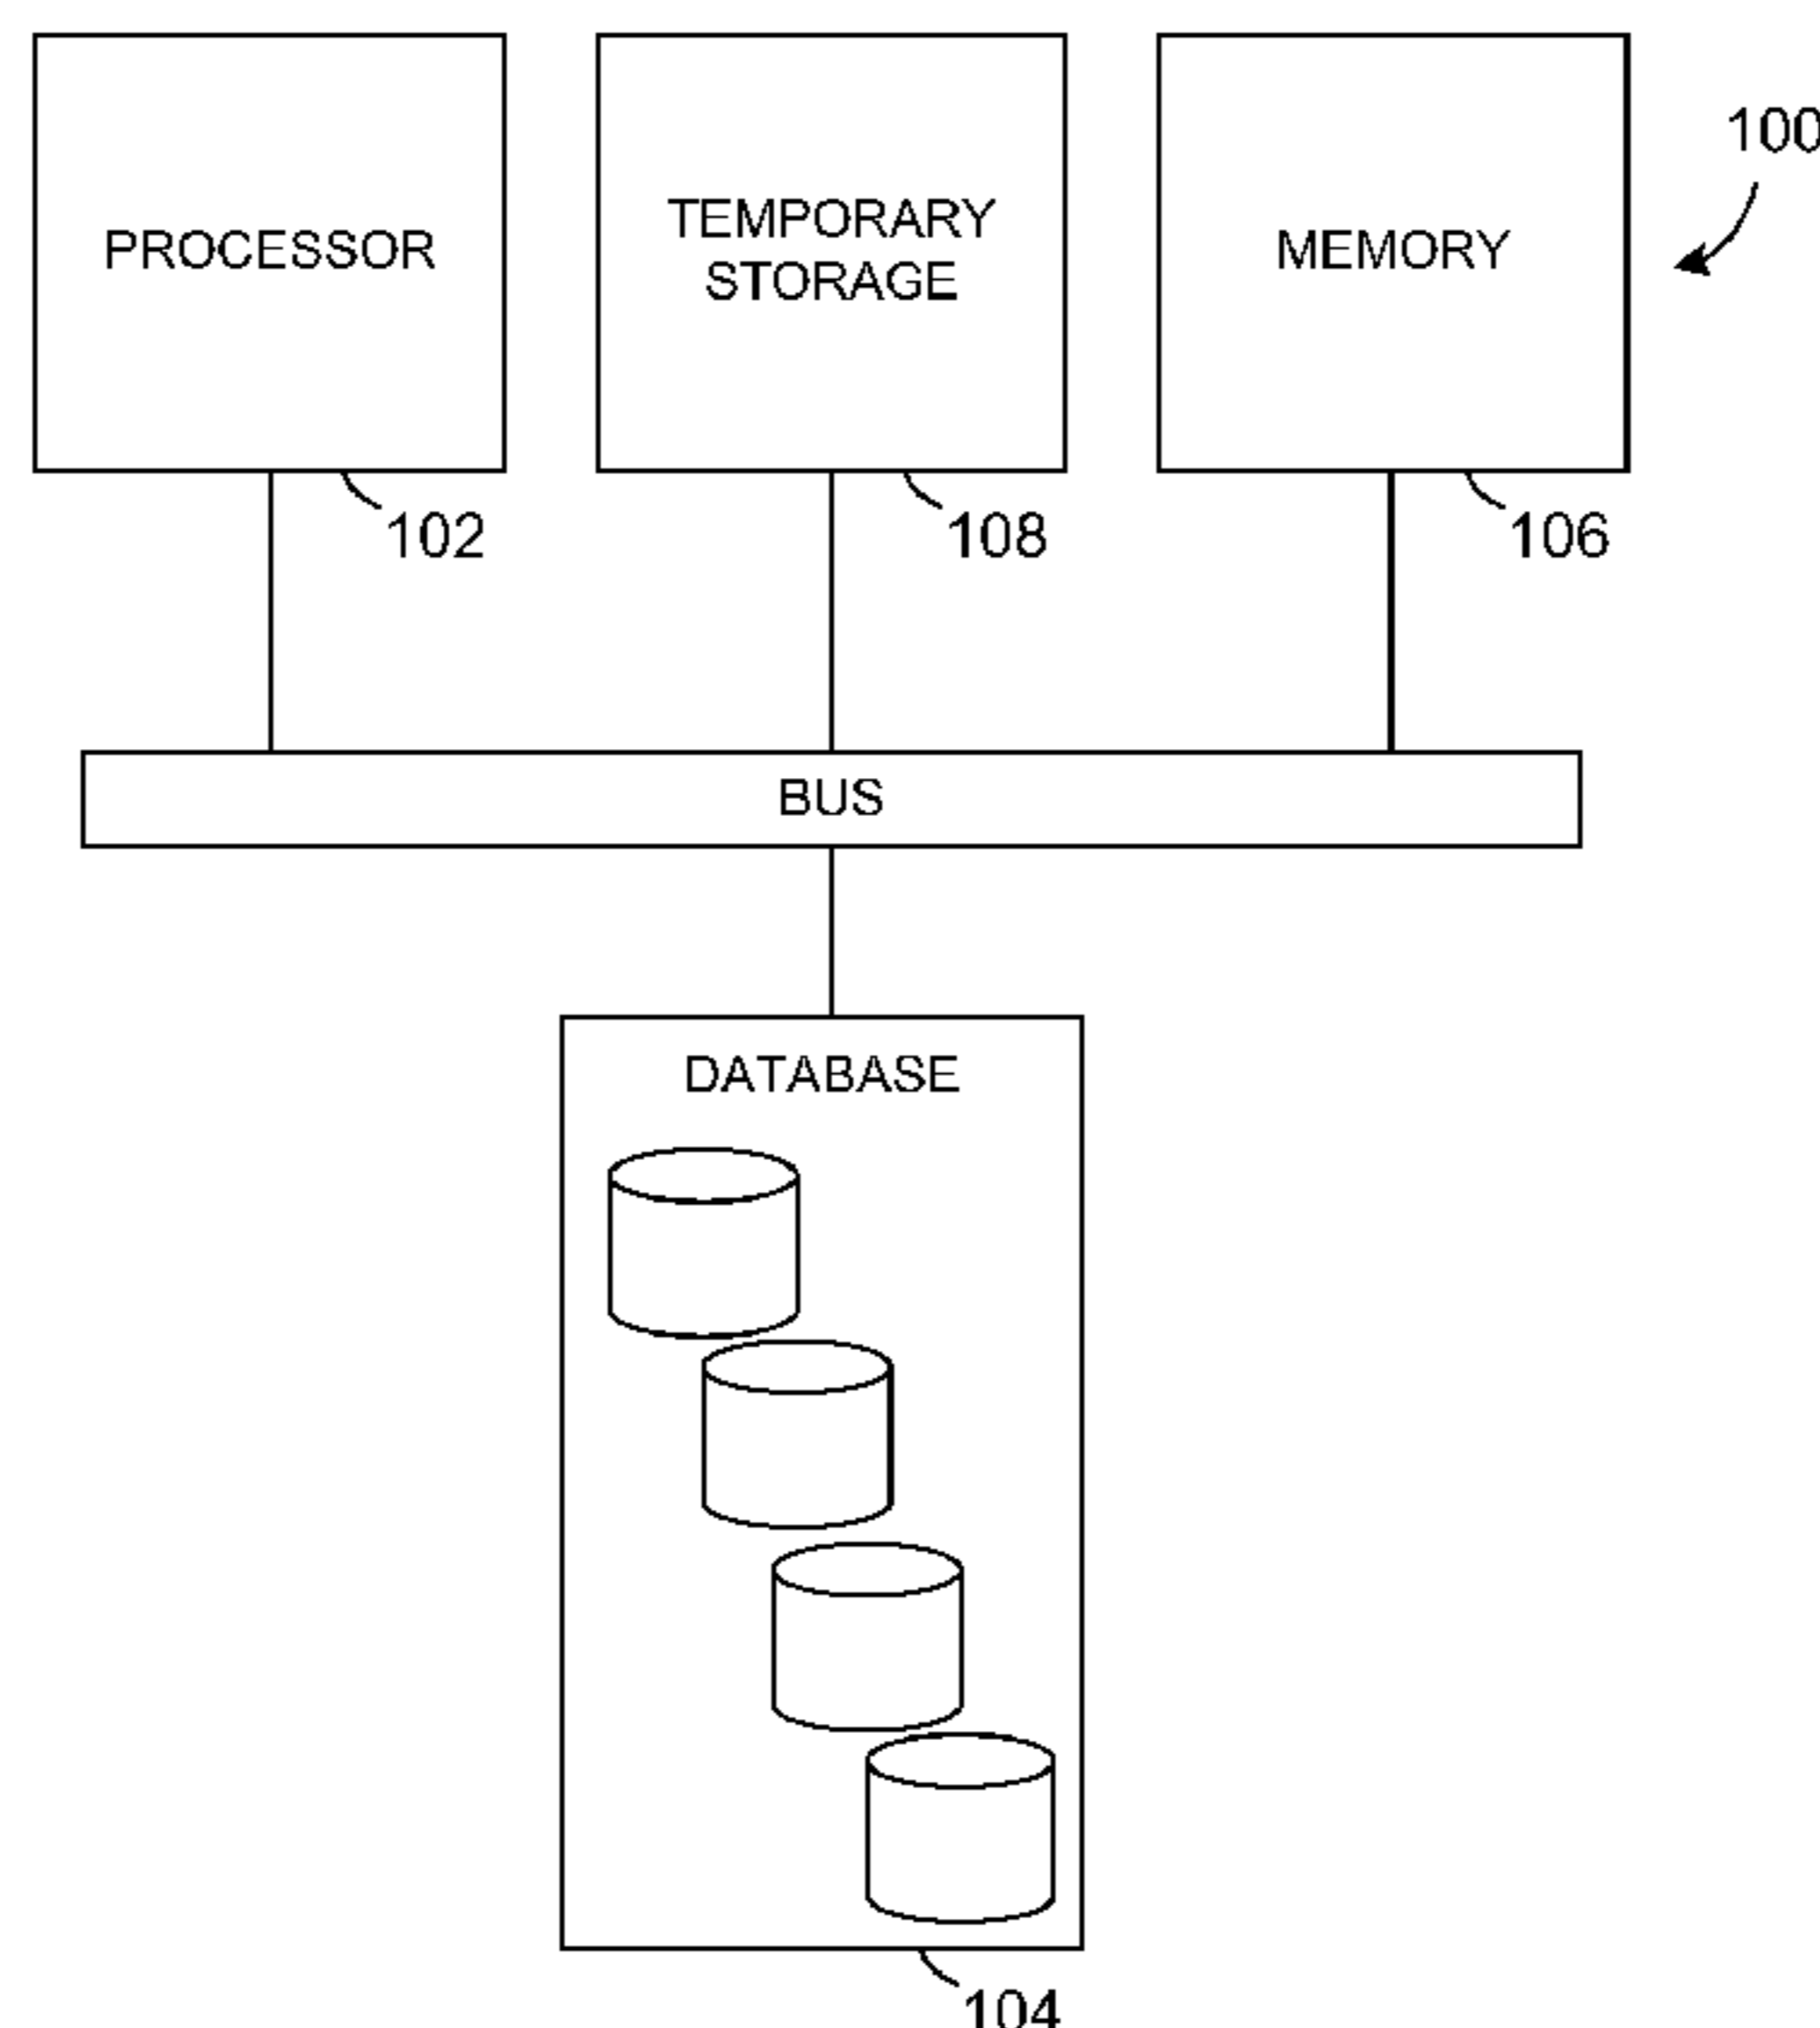 PROCESSOR
TEMPORARY
STORAGE
MEMORY
100
102
108
106
BUS
DATABASE
104